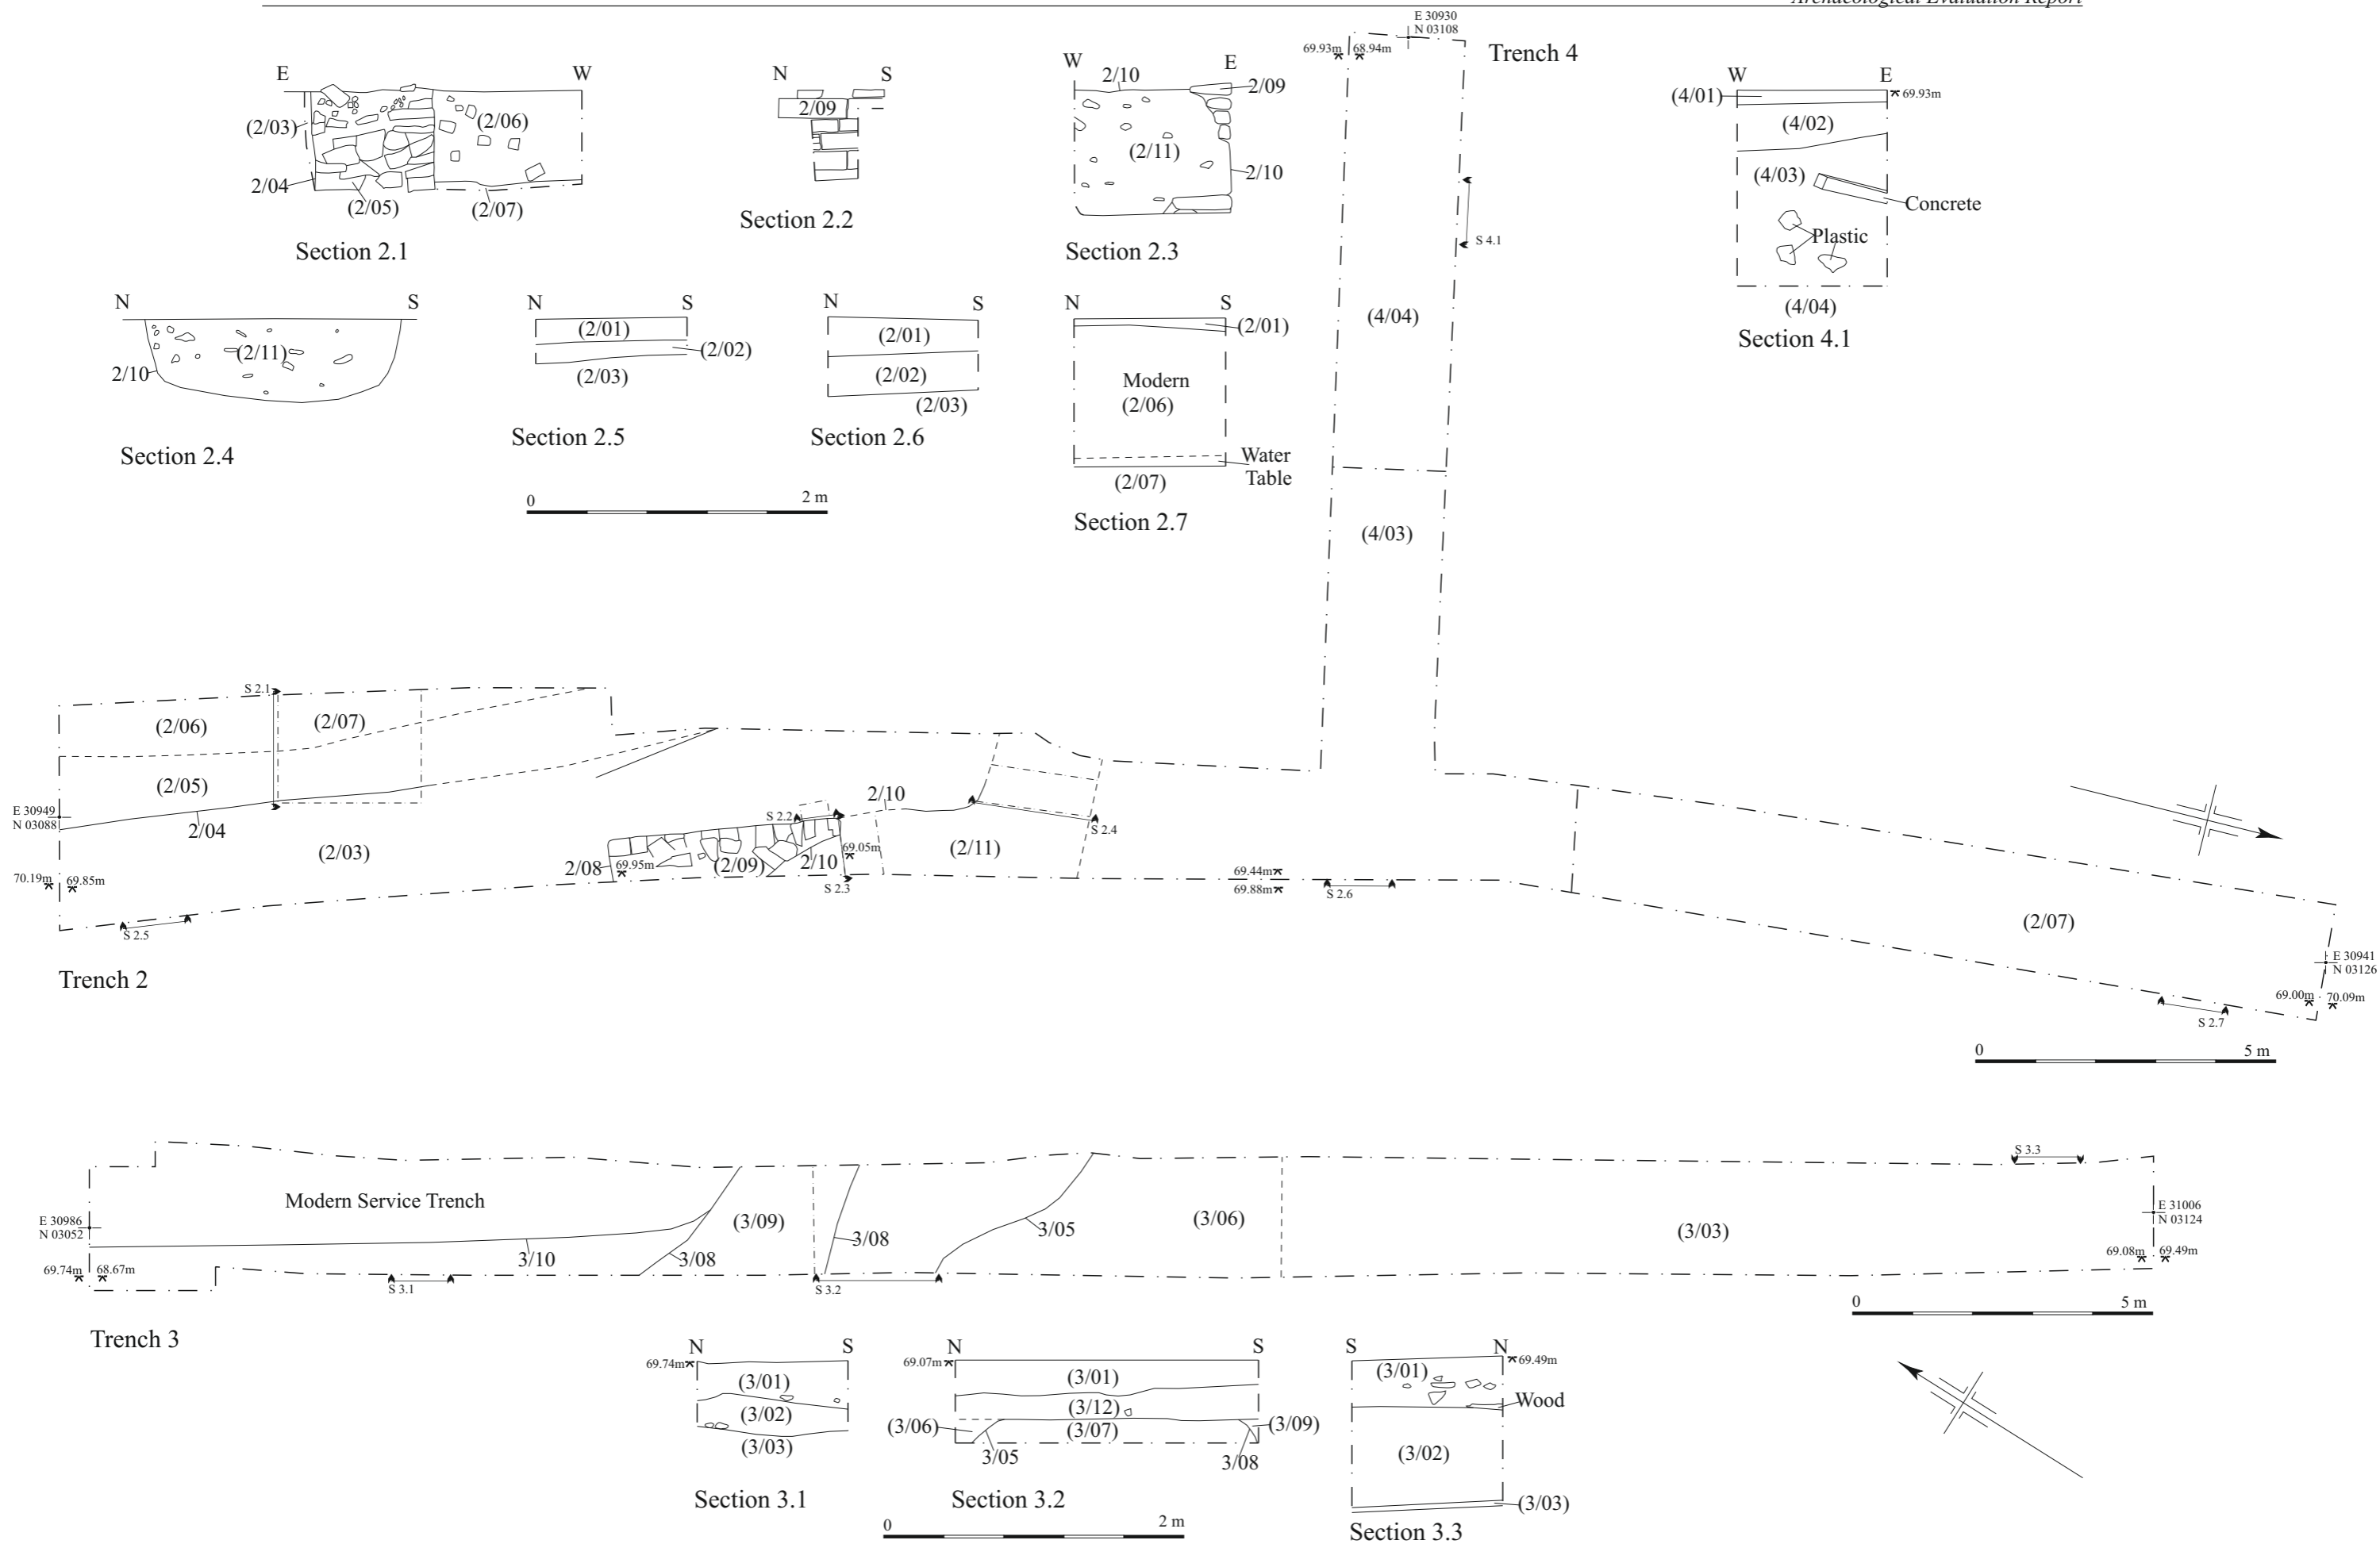 Archaeological Evaluation Report
E 30930
N 03108
69.93m
68.94m
Trench 4
E
W
(2/03)
(2/06)
2/04
(2/05)
(2/07)
Section 2.1
N
S
2/09
Section 2.2
W
E
2/10
2/09
(2/11)
2/10
Section 2.3
W
E
(4/01)
69.93m
(4/02)
(4/03)
Concrete
Plastic
(4/04)
Section 4.1
S 4.1
(4/04)
(4/03)
N
S
(2/11)
2/10
Section 2.4
N
S
(2/01)
(2/02)
(2/03)
Section 2.5
N
S
(2/01)
(2/02)
(2/03)
Section 2.6
N
S
(2/01)
Modern
(2/06)
Water
Table
(2/07)
Section 2.7
0
2 m
S 2.1
(2/06)
(2/07)
(2/05)
E 30949
N 03088
2/04
(2/03)
70.19m
69.85m
S 2.5
Trench 2
2/08
69.95m
(2/09)
2/10
S 2.2
2/10
69.05m
S 2.3
(2/11)
S 2.4
69.44m
69.88m
S 2.6
(2/07)
E 30941
N 03126
69.00m
70.09m
S 2.7
0
5 m
Modern Service Trench
E 30986
N 03052
69.74m
68.67m
3/10
S 3.1
3/08
(3/09)
3/08
S 3.2
3/05
(3/06)
(3/03)
S 3.3
E 31006
N 03124
69.08m
69.49m
Trench 3
0
5 m
N
S
69.74m
(3/01)
(3/02)
(3/03)
Section 3.1
N
S
69.07m
(3/01)
(3/12)
(3/06)
(3/07)
(3/09)
3/05
3/08
Section 3.2
S
N
69.49m
(3/01)
Wood
(3/02)
(3/03)
Section 3.3
0
2 m